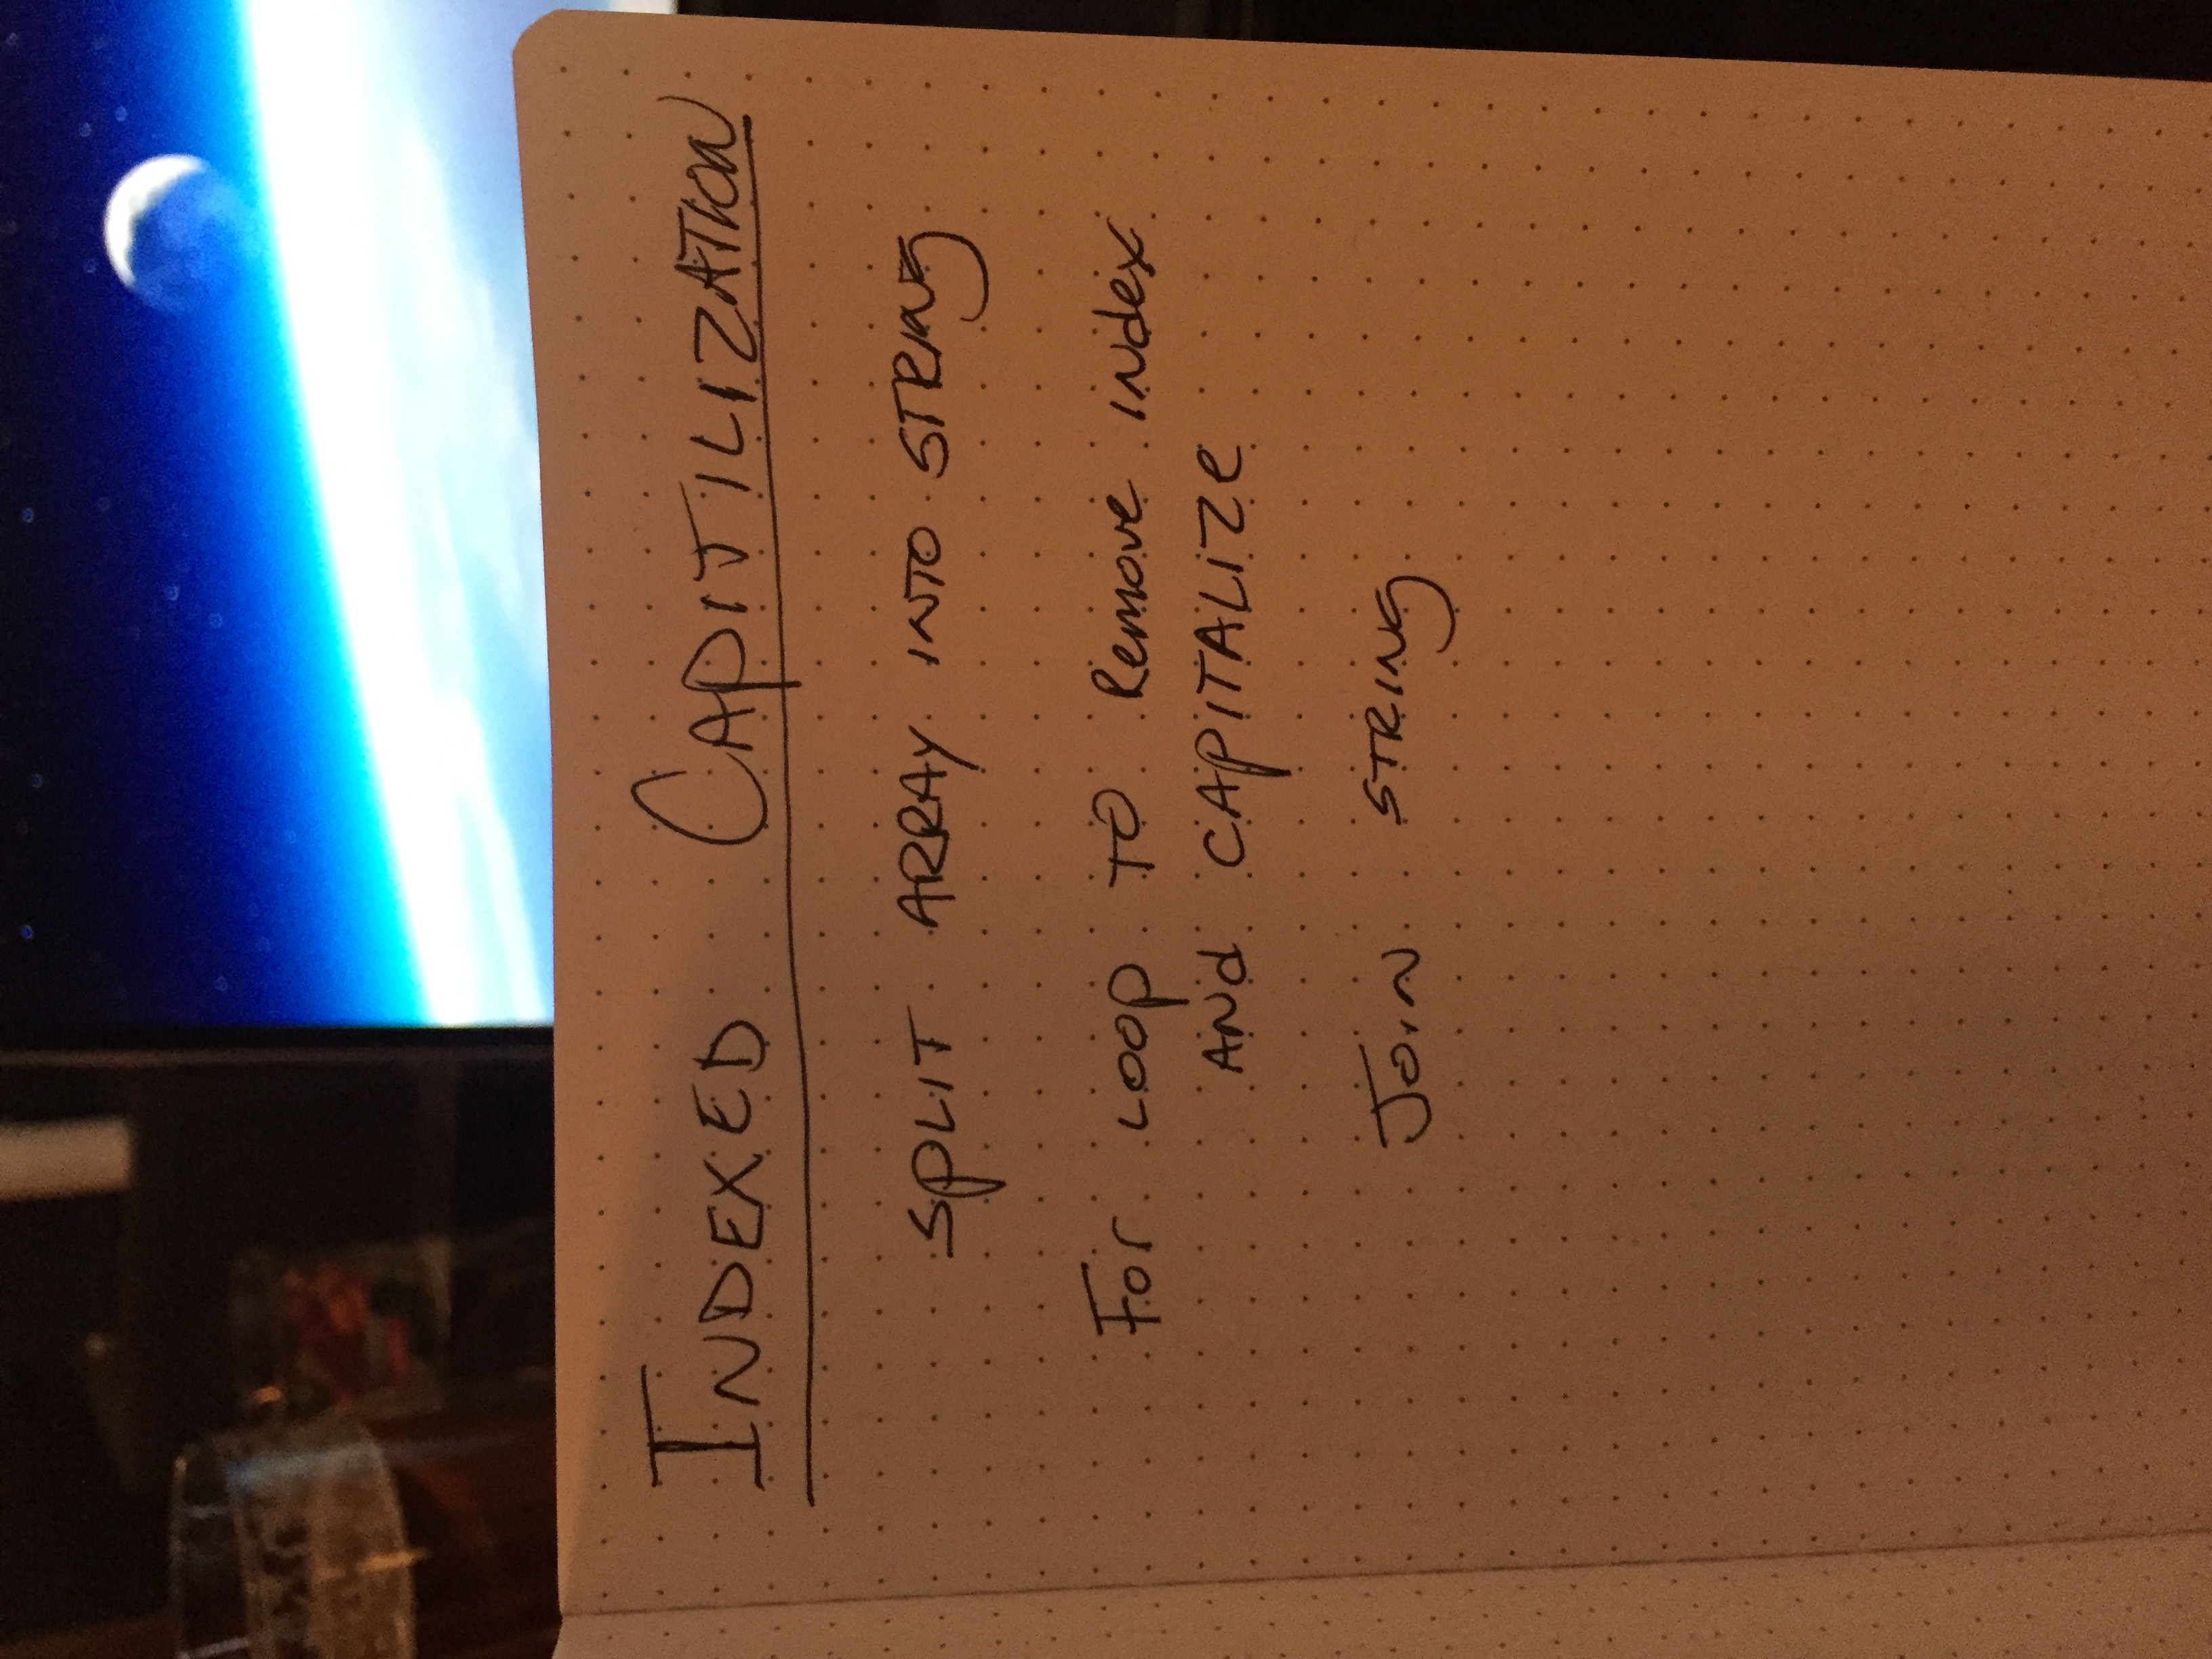 INDEXED CAPITILIZATION
SPLIT ARRAY INTO STRING
For LOOP TO Remove INdex
ANd CAPITALIZe
JOIN STRING